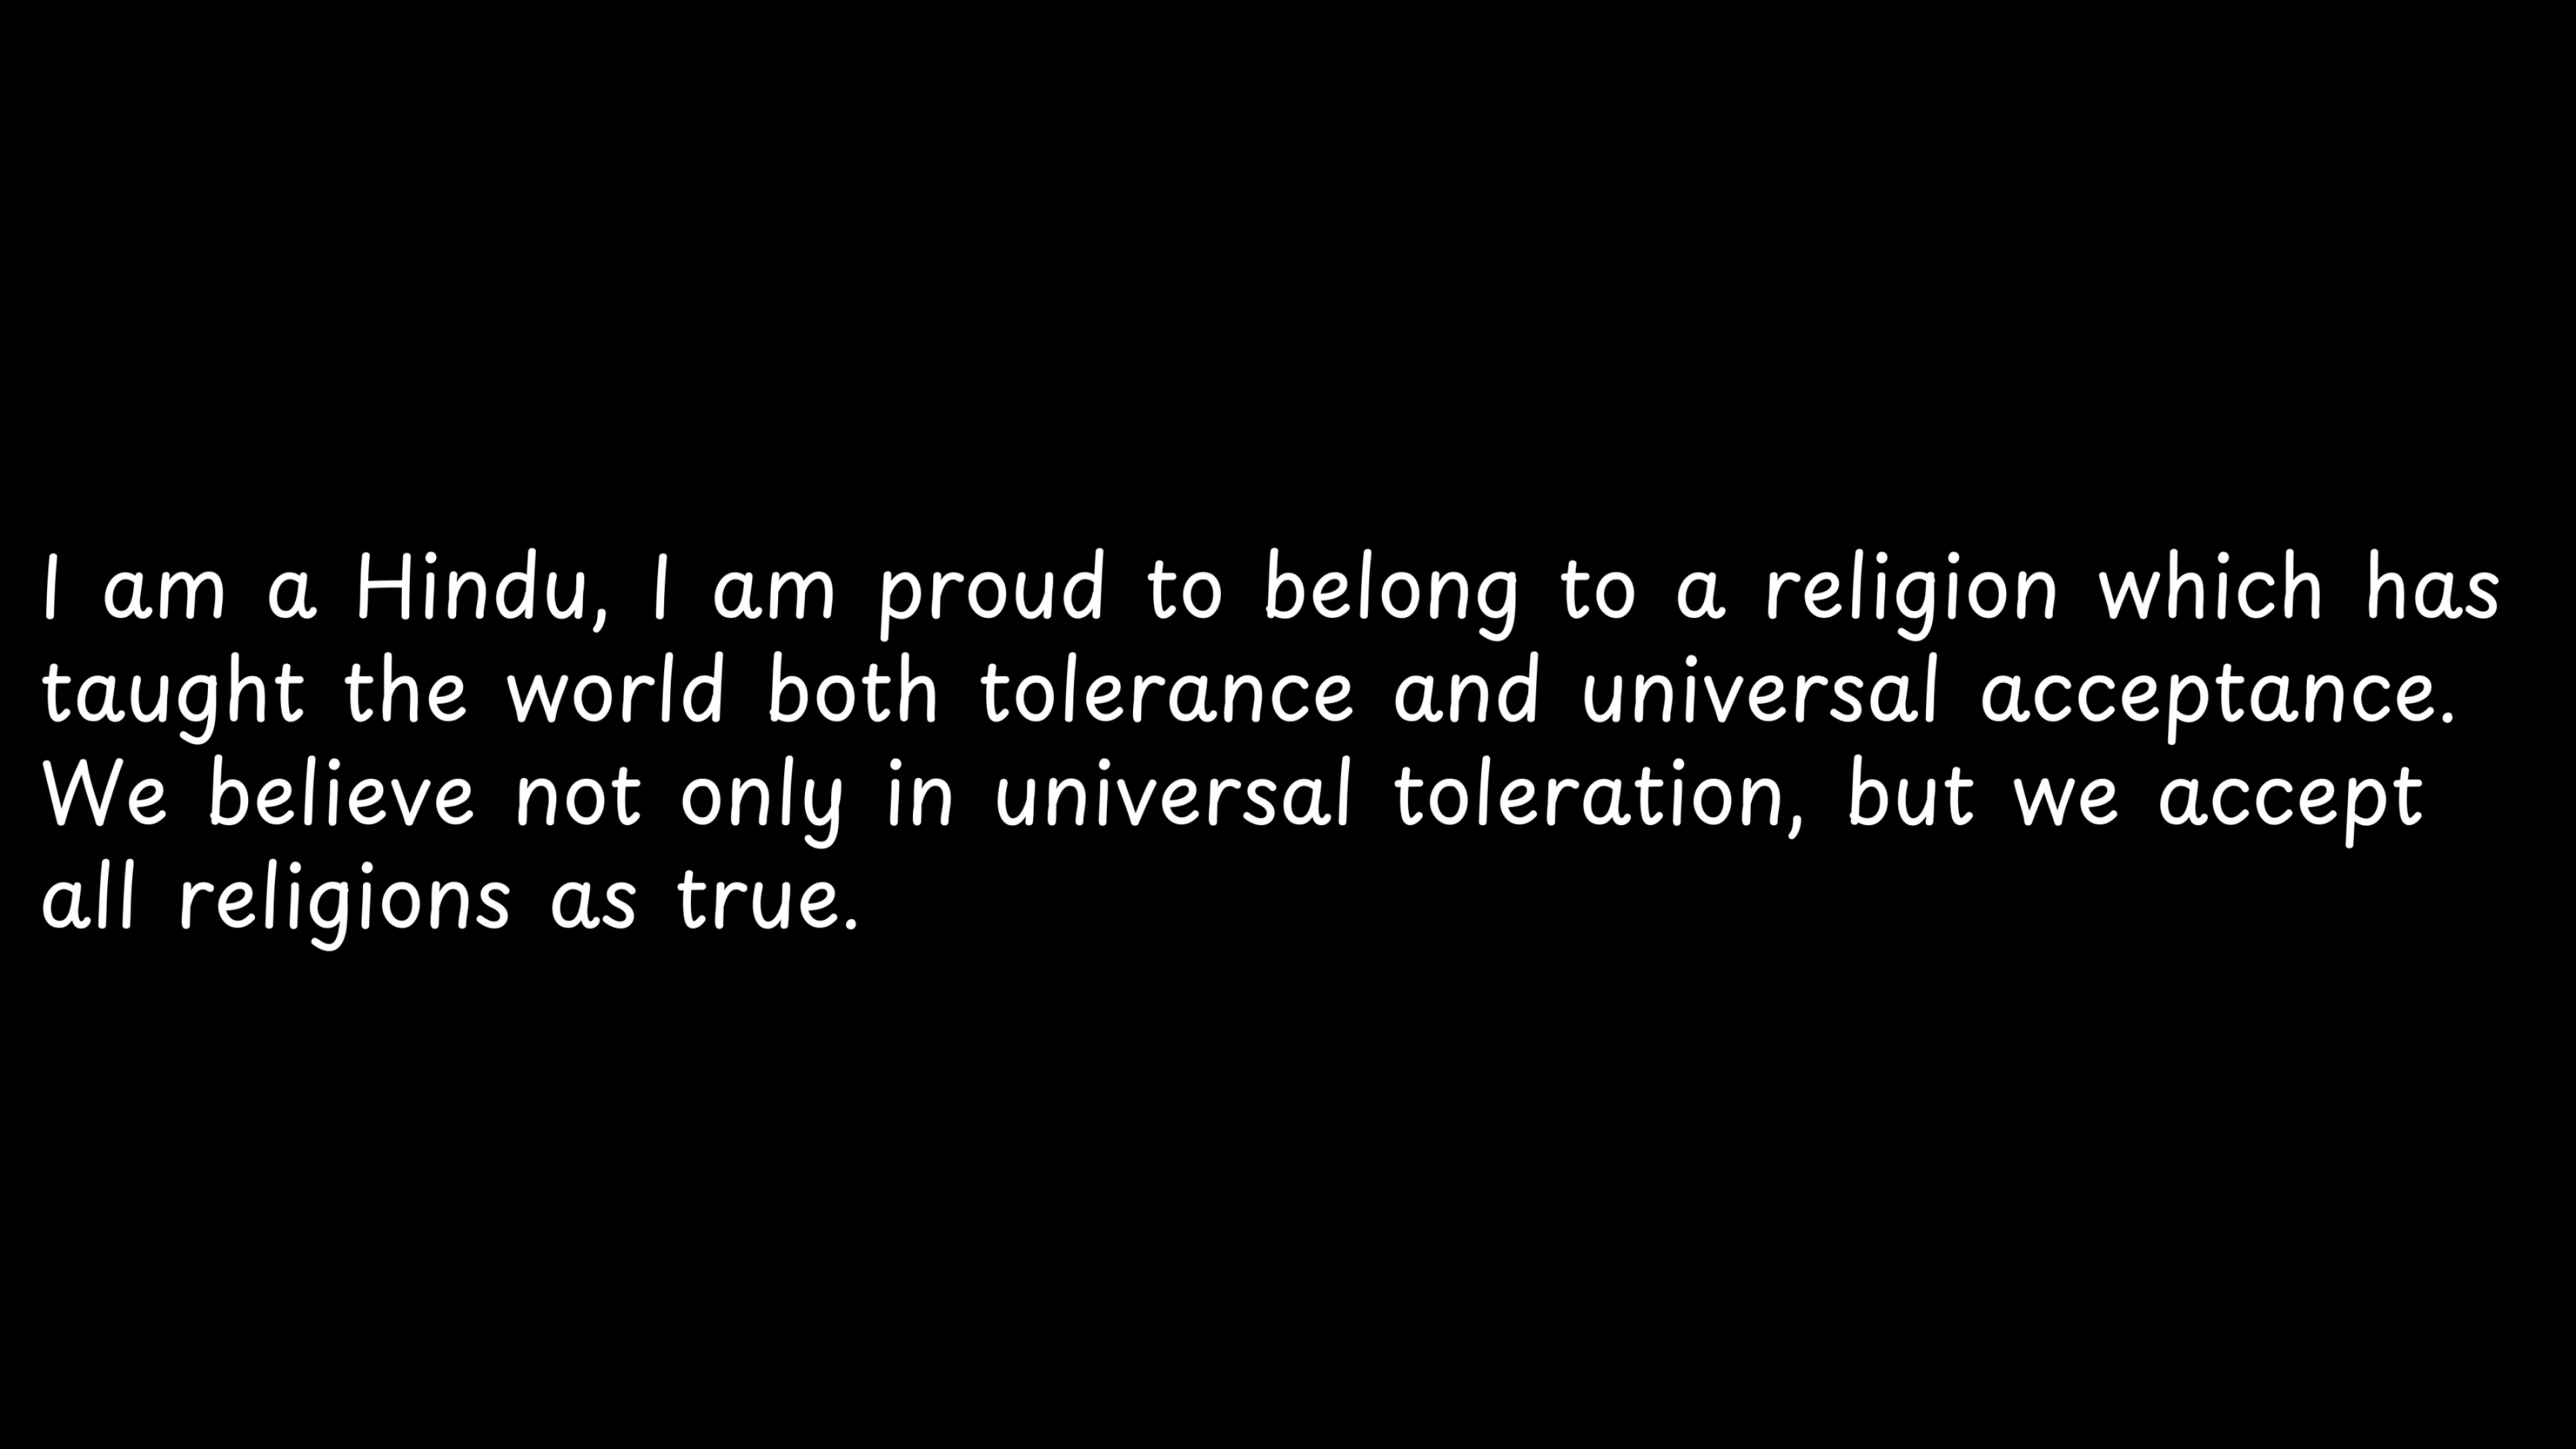 I am a Hindu, I am proud to belong to a religion which has
taught the world both tolerance and universal acceptance.
We believe not only in universal toleration, but we accept
all religions as true.